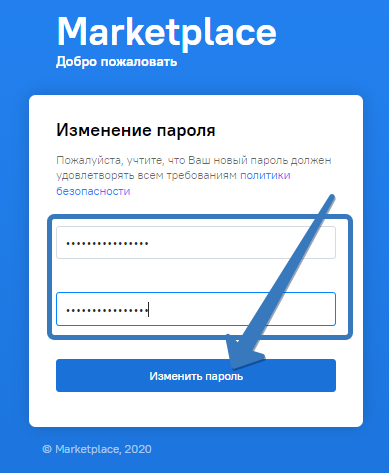 Marketplace
Добро пожаловать
Изменение пароля
Пожалуйста, учтите, что Ваш новый пароль должен
удовлетворять всем требованиям политики
безопасности
••••••••••••••••
••••••••••••••••
Изменить пароль
© Marketplace, 2020